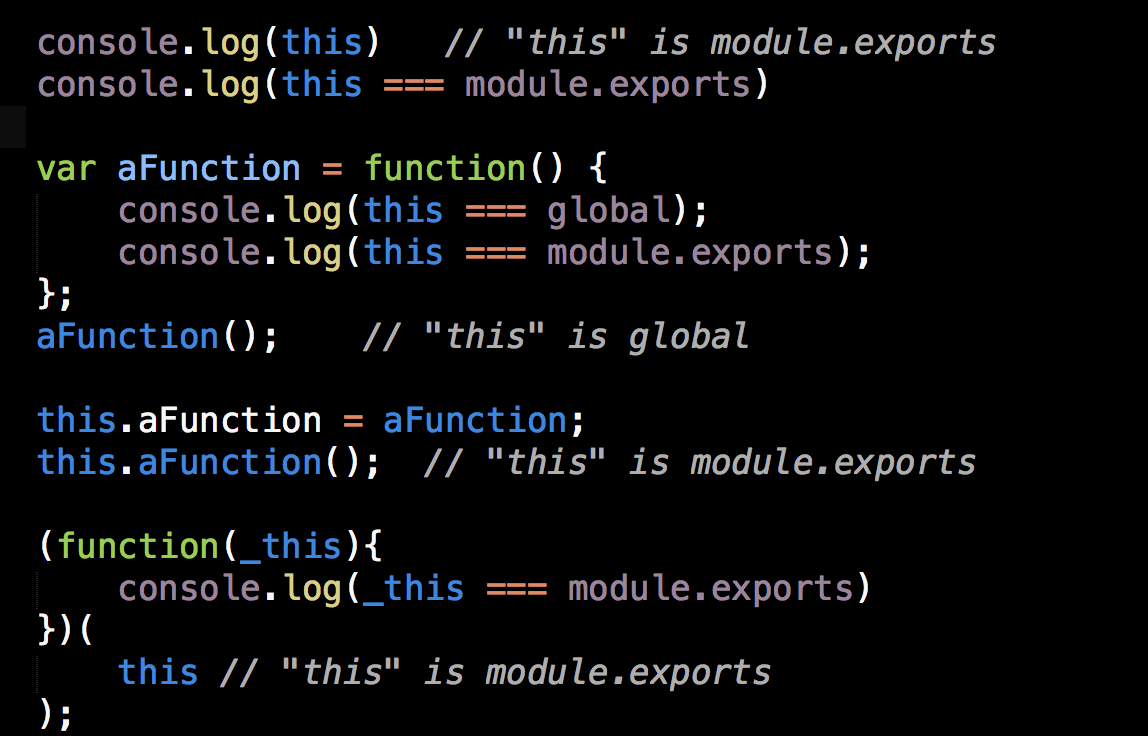 console.log(this)   // "this" is module.exports
console.log(this === module.exports)
var aFunction = function() {
    console.log(this === global);
    console.log(this === module.exports);
};
aFunction();    // "this" is global
this.aFunction = aFunction;
this.aFunction();  // "this" is module.exports
(function(_this){
    console.log(_this === module.exports)
})(
    this // "this" is module.exports
);